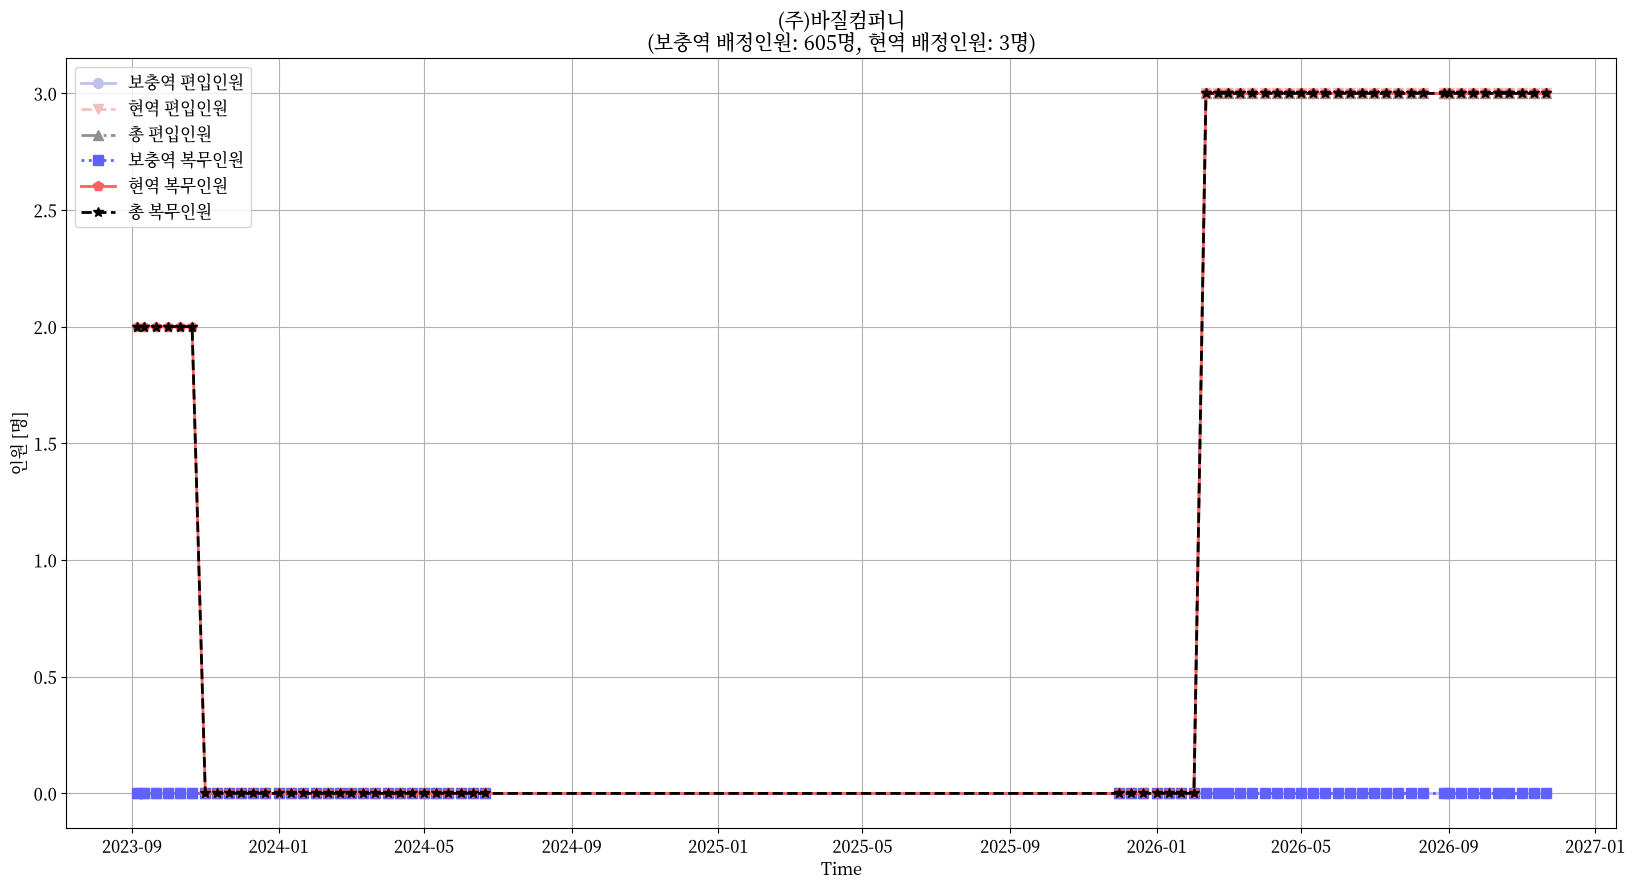 (주)바질컴퍼니
(보충역 배정인원: 605명, 현역 배정인원: 3명)
보충역 편입인원
현역 편입인원
총 편입인원
보충역 복무인원
현역 복무인원
총 복무인원
3.0
2.5
2.0
1.5
1.0
0.5
0.0
인원 [명]
2023-09 2024-01 2024-05 2024-09 2025-01 2025-05 2025-09 2026-01 2026-05 2026-09 2027-01
Time